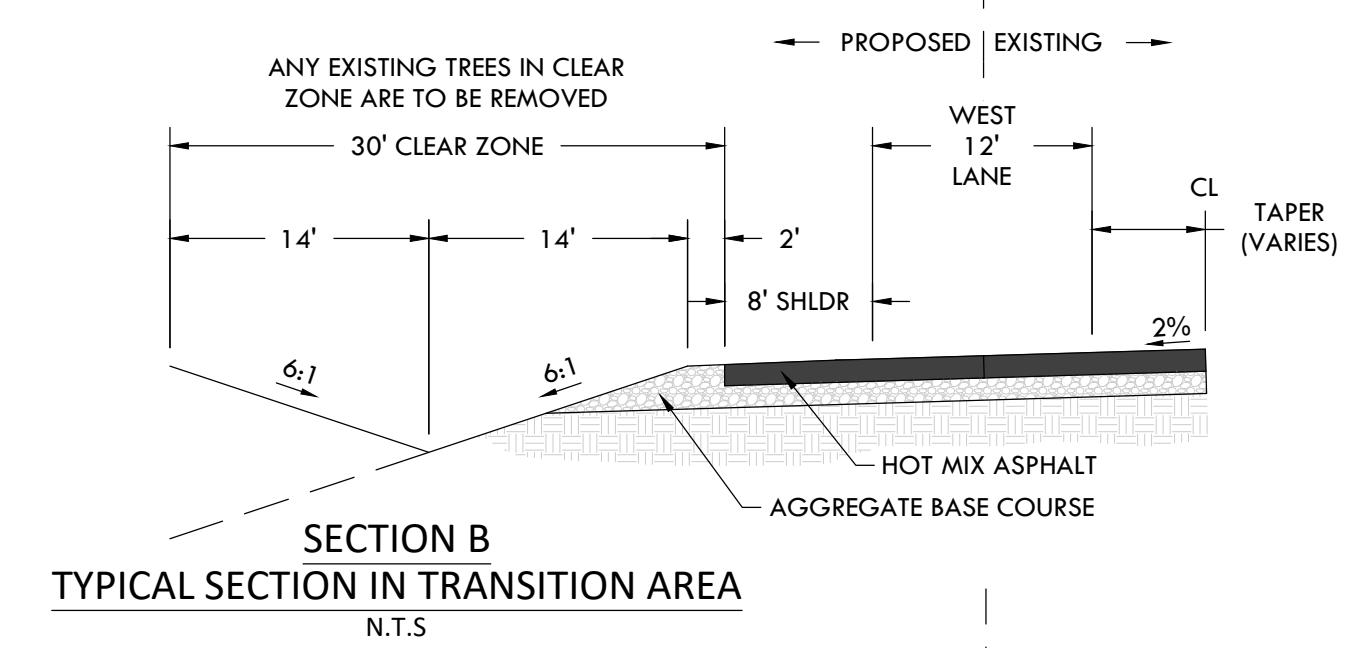 PROPOSED EXISTING
ANY EXISTING TREES IN CLEAR
ZONE ARE TO BE REMOVED
30' CLEAR ZONE
WEST
12'
LANE
CL
TAPER
(VARIES)
14'
14'
2'
8' SHLDR
2%
6:1
6:1
HOT MIX ASPHALT
AGGREGATE BASE COURSE
SECTION B
TYPICAL SECTION IN TRANSITION AREA
N.T.S